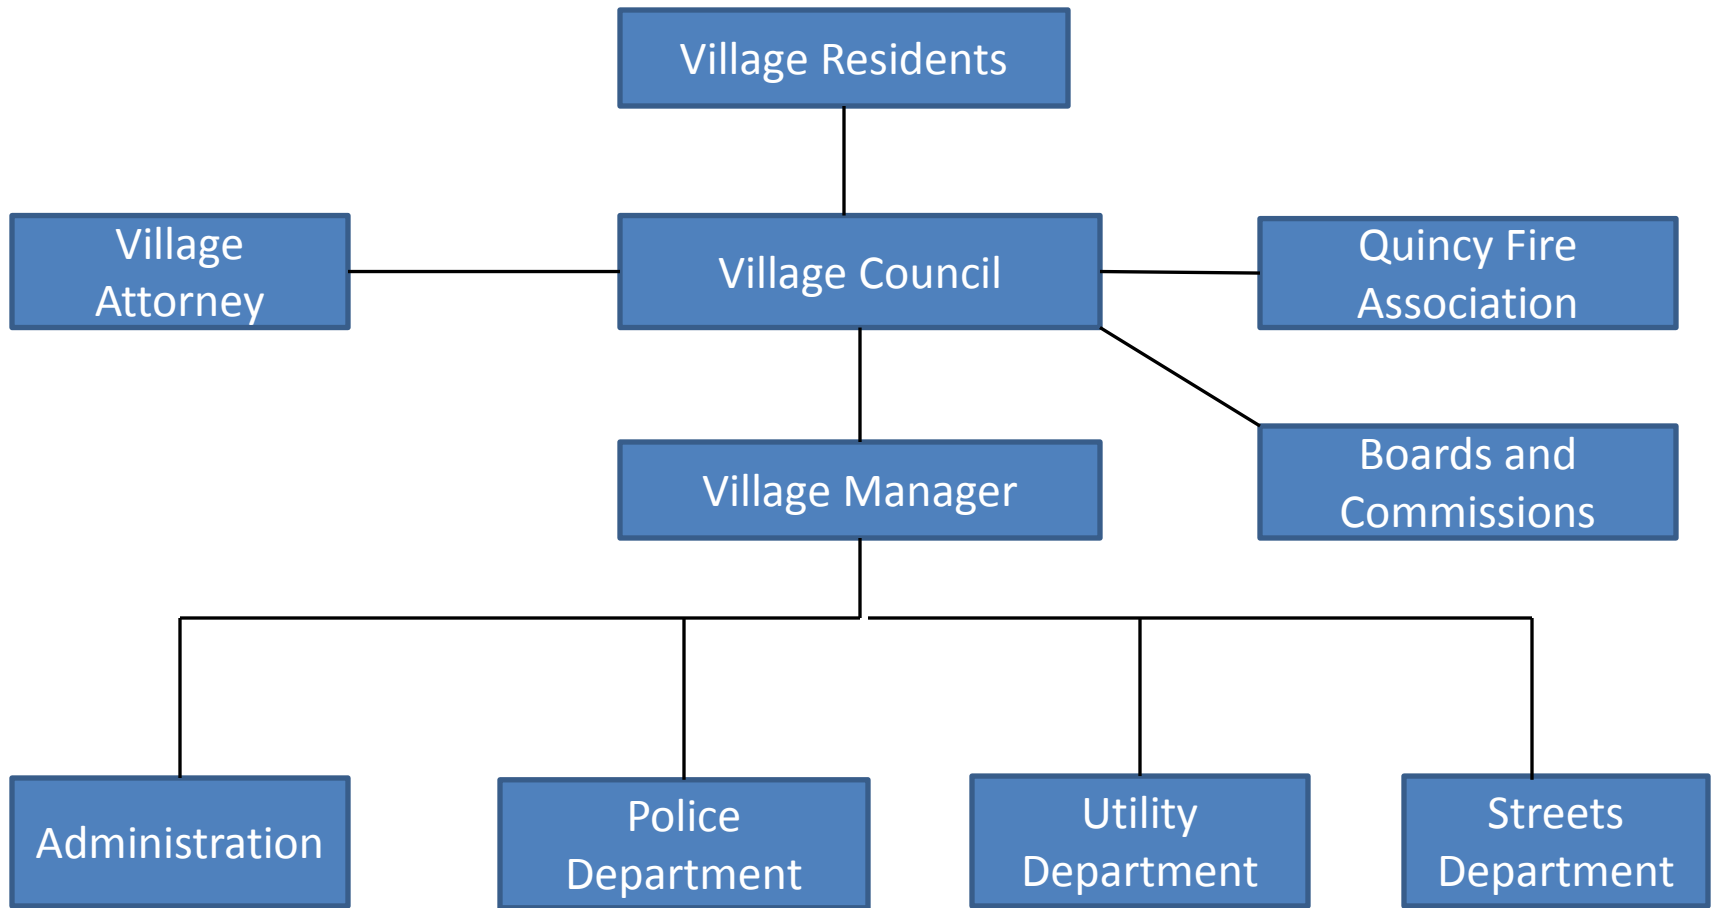 Village Residents
Village
Attorney
Village Council
Quincy Fire
Association
Village Manager
Boards and
Commissions
Administration
Police
Department
Utility
Department
Streets
Department